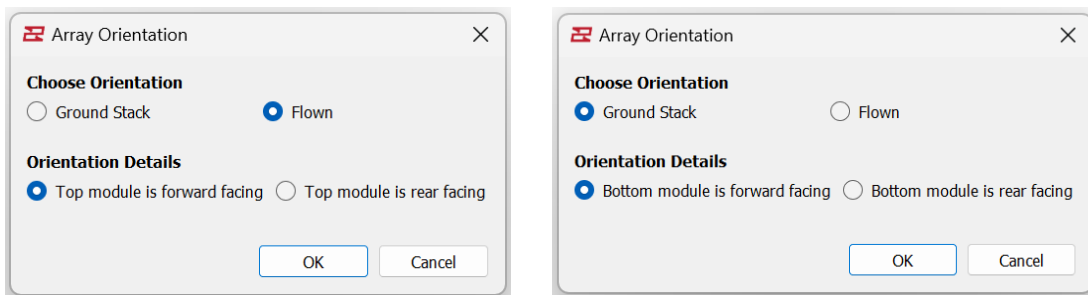 Array Orientation
Choose Orientation
Ground Stack Flown
Orientation Details
Top module is forward facing Top module is rear facing
OK Cancel
Array Orientation
Choose Orientation
Ground Stack Flown
Orientation Details
Bottom module is forward facing Bottom module is rear facing
OK Cancel